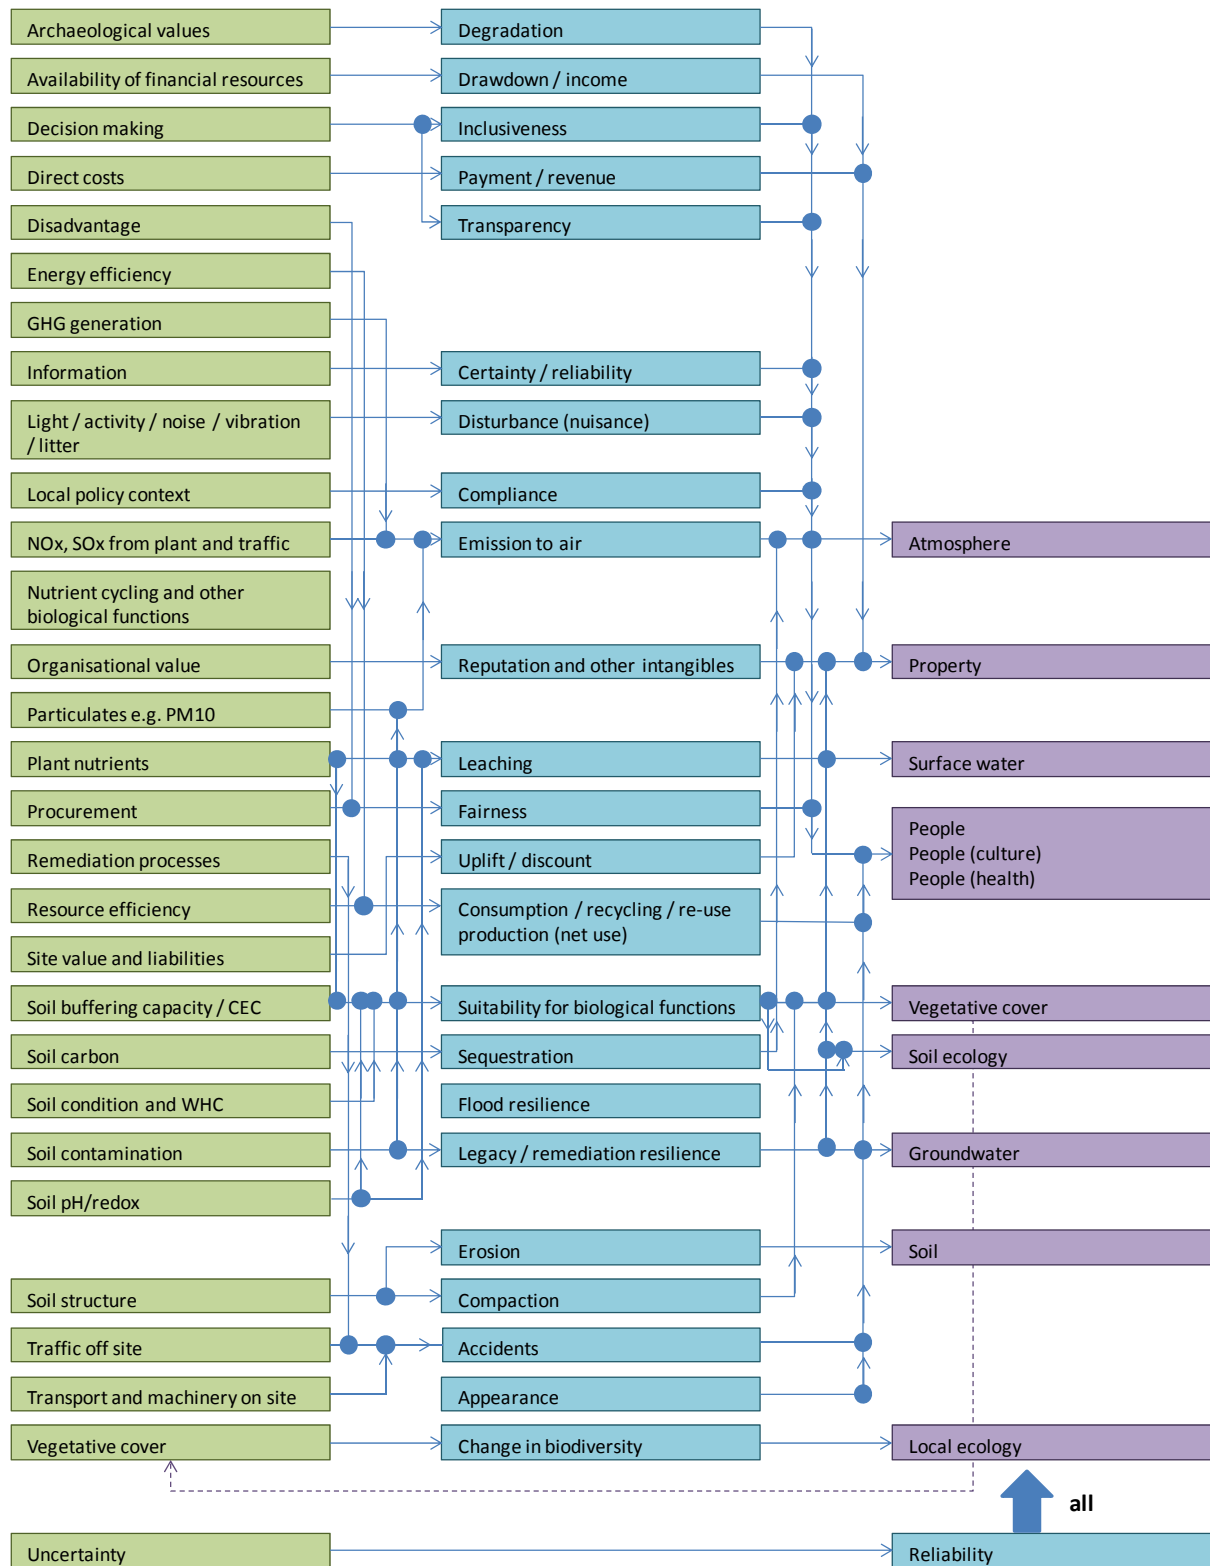 Archaeological values
Degradation
Availability of financial resources
Drawdown / income
Decision making
Inclusiveness
Direct costs
Payment / revenue
Disadvantage
Transparency
Energy efficiency
GHG generation
Information
Certainty / reliability
Light / activity / noise / vibration
/ litter
Disturbance (nuisance)
Local policy context
Compliance
NOx, SOx from plant and traffic
Emission to air
Atmosphere
Nutrient cycling and other
biological functions
Organisational value
Reputation and other intangibles
Property
Particulates e.g. PM10
Plant nutrients
Leaching
Surface water
Procurement
Fairness
People
People (culture)
People (health)
Remediation processes
Uplift / discount
Resource efficiency
Consumption / recycling / re-use
production (net use)
Site value and liabilities
Soil buffering capacity / CEC
Suitability for biological functions
Vegetative cover
Soil carbon
Sequestration
Soil ecology
Soil condition and WHC
Flood resilience
Soil contamination
Legacy / remediation resilience
Groundwater
Soil pH/redox
Erosion
Soil
Soil structure
Compaction
Traffic off site
Accidents
Transport and machinery on site
Appearance
Vegetative cover
Change in biodiversity
Local ecology
all
Uncertainty
Reliability